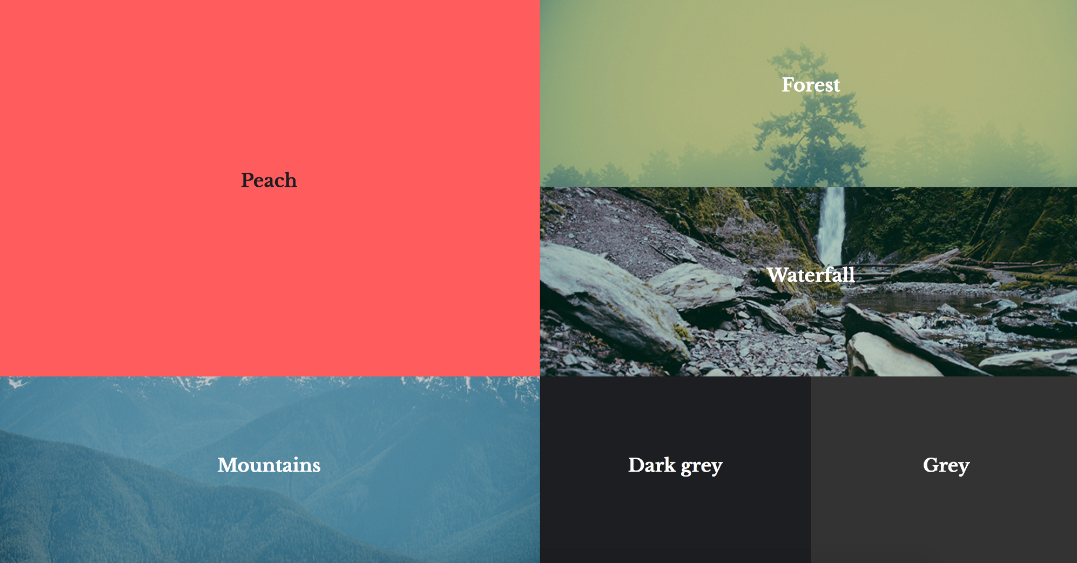 Peach
Forest
Waterfall
Mountains
Dark grey
Grey